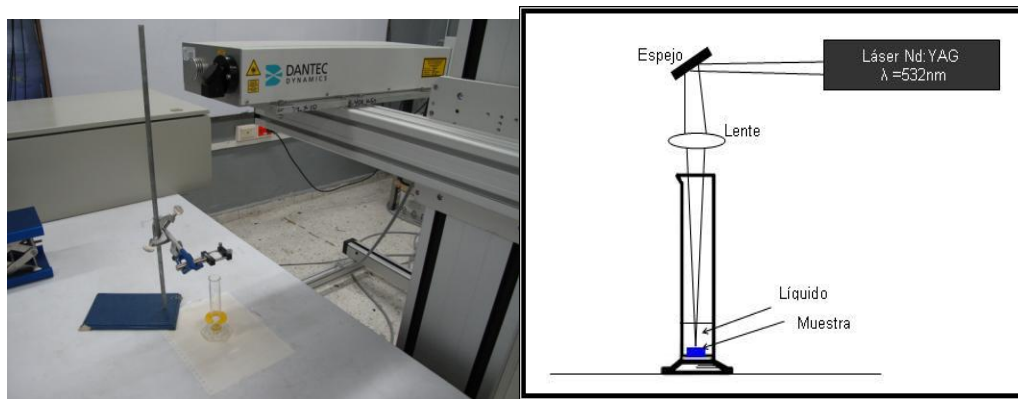 DANTEC
DYNAMICS
Espejo
Láser Nd:YAG
λ =532nm
Lente
Líquido
Muestra